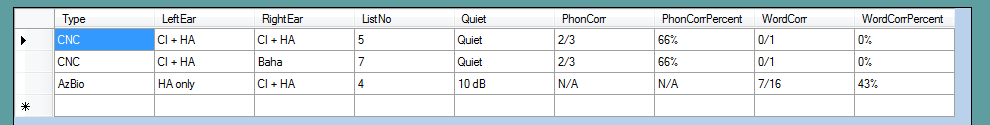 Type LeftEar RightEar ListNo Quiet PhonCorr PhonCorrPercent WordCorr WordCorrPercent
CNC CI + HA CI + HA 5 Quiet 2/3 66% 0/1 0%
CNC CI + HA Baha 7 Quiet 2/3 66% 0/1 0%
AzBio HA only CI + HA 4 10 dB N/A N/A 7/16 43%